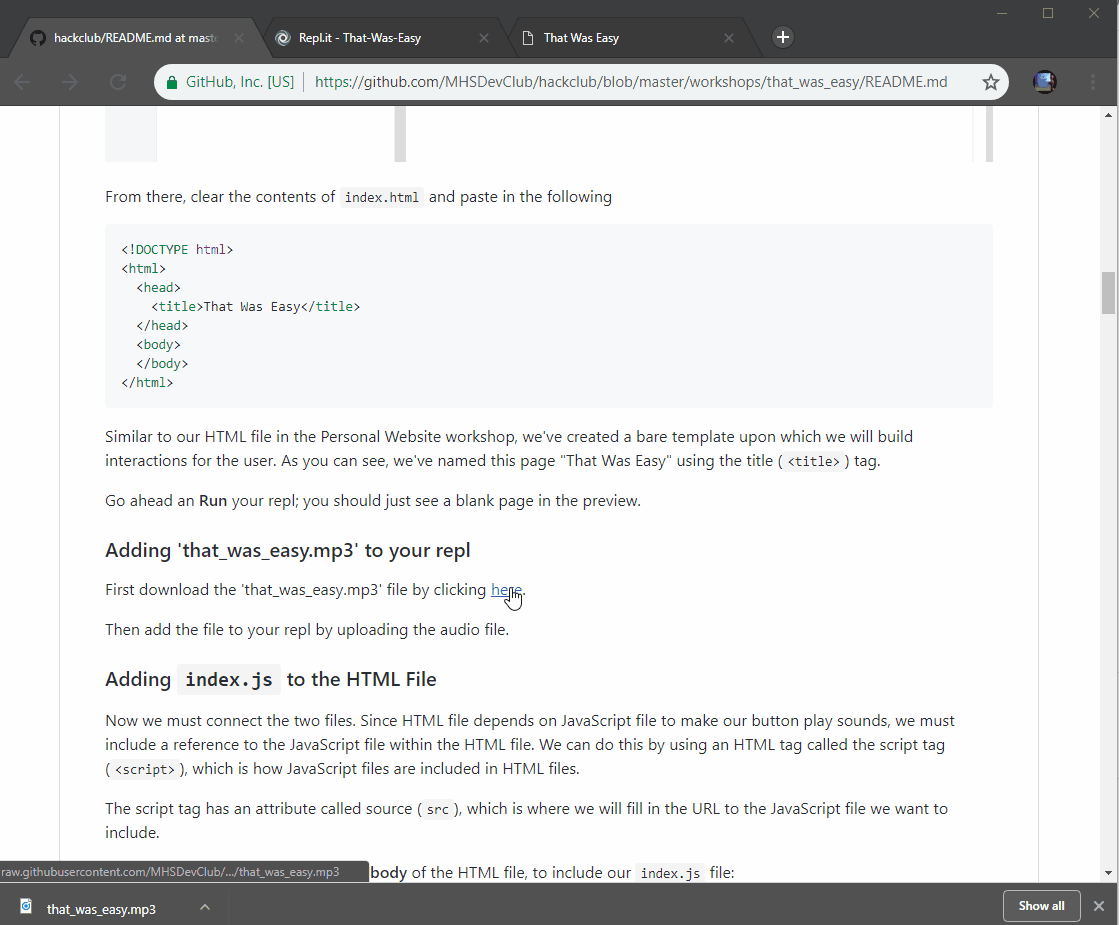 hackclub/README.md at mast
Repl.it - That-Was-Easy
That Was Easy
GitHub, Inc. [US]
https://github.com/MHSDevClub/hackclub/blob/master/workshops/that_was_easy/README.md
From there, clear the contents of index.html and paste in the following
<!DOCTYPE html>
<html>
<head>
<title>That Was Easy</title>
</head>
<body>
</body>
</html>
Similar to our HTML file in the Personal Website workshop, we've created a bare template upon which we will build
interactions for the user. As you can see, we've named this page "That Was Easy" using the title ( <title> ) tag.
Go ahead an Run your repl; you should just see a blank page in the preview.
Adding 'that_was_easy.mp3' to your repl
First download the 'that_was_easy.mp3' file by clicking here.
Then add the file to your repl by uploading the audio file.
Adding index.js to the HTML File
Now we must connect the two files. Since HTML file depends on JavaScript file to make our button play sounds, we must
include a reference to the JavaScript file within the HTML file. We can do this by using an HTML tag called the script tag
( <script> ), which is how JavaScript files are included in HTML files.
The script tag has an attribute called source ( src ), which is where we will fill in the URL to the JavaScript file we want to
include.
body of the HTML file, to include our index.js file:
raw.githubusercontent.com/MHSDevClub/.../that_was_easy.mp3
that_was_easy.mp3
Show all